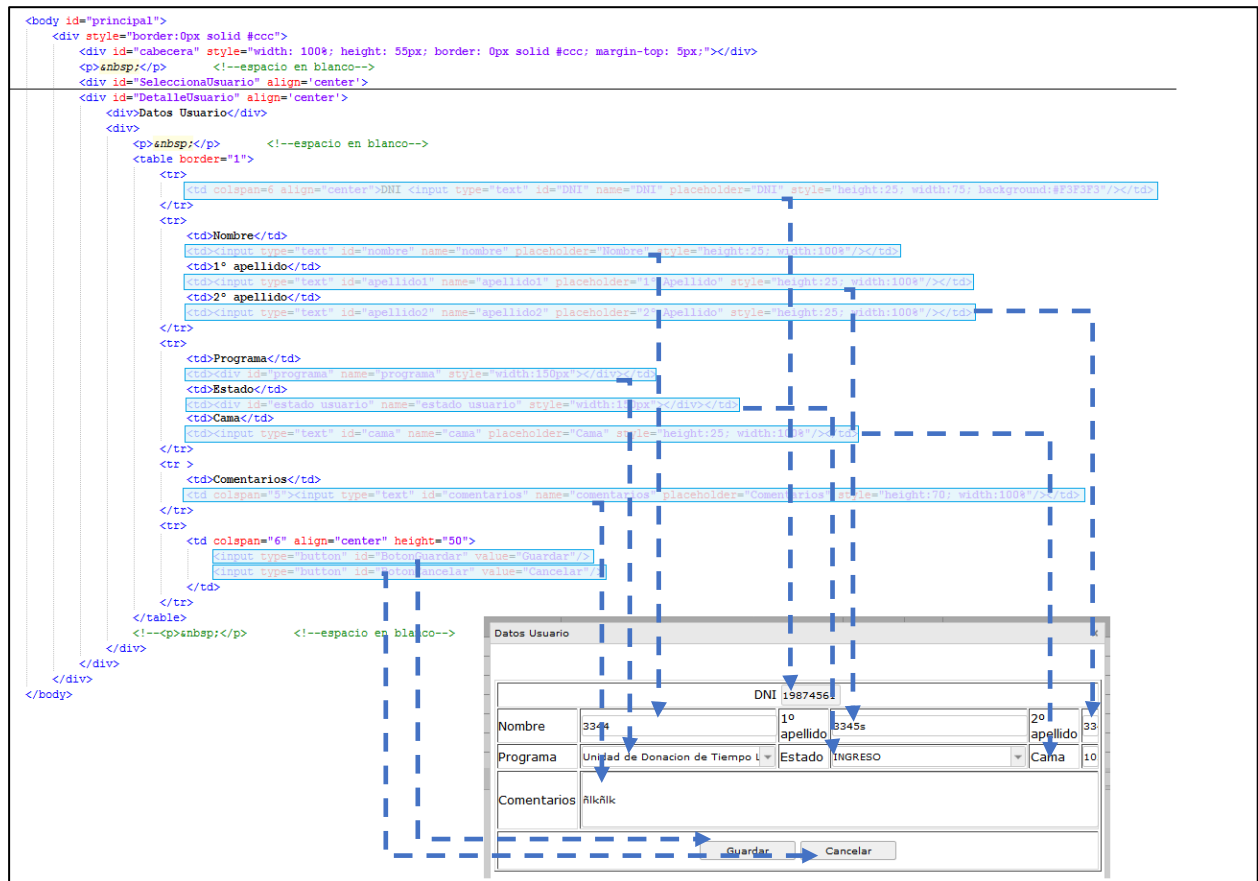 <body id="principal">
<div style="border:0px solid #ccc">
<div id="cabecera" style="width: 100%; height: 55px; border: 0px solid #ccc; margin-top: 5px;"></div>
<p>&nbsp;</p> <!--espacio en blanco-->
<div id="SeleccionaUsuario" align='center'>
<div id="DetalleUsuario" align='center'>
<div>Datos Usuario</div>
<div>
<p>&nbsp;</p> <!--espacio en blanco-->
<table border="1">
<tr>
<td colspan=6 align="center">DNI <input type="text" id="DNI" name="DNI" placeholder="DNI" style="height:25; width:75; background:#F3F3F3"/></td>
</tr>
<tr>
<td>Nombre</td>
<td><input type="text" id="nombre" name="nombre" placeholder="Nombre" style="height:25; width:100%"/></td>
<td>1º apellido</td>
<td><input type="text" id="apellido1" name="apellido1" placeholder="1º Apellido" style="height:25; width:100%"/></td>
<td>2º apellido</td>
<td><input type="text" id="apellido2" name="apellido2" placeholder="2º Apellido" style="height:25; width:100%"/></td>
</tr>
<tr>
<td>Programa</td>
<td><div id="programa" name="programa" style="width:150px"></div></td>
<td>Estado</td>
<td><div id="estado usuario" name="estado usuario" style="width:150px"></div></td>
<td>Cama</td>
<td><input type="text" id="cama" name="cama" placeholder="Cama" style="height:25; width:100%"/></td>
</tr>
<tr >
<td>Comentarios</td>
<td colspan="5"><input type="text" id="comentarios" name="comentarios" placeholder="Comentarios" style="height:70; width:100%"/></td>
</tr>
<tr>
<td colspan="6" align="center" height="50">
<input type="button" id="BotonGuardar" value="Guardar"/>
<input type="button" id="BotonCancelar" value="Cancelar"/>
</td>
</tr>
</table>
<!--<p>&nbsp;</p> <!--espacio en blanco-->
</div>
</div>
</div>
</body>
Datos Usuario x
DNI 19874561
Nombre 3344 1º apellido 3345s 2º apellido 33
Programa Unidad de Donacion de Tiempo L Estado INGRESO Cama 10
Comentarios ñlkñlk
Guardar Cancelar